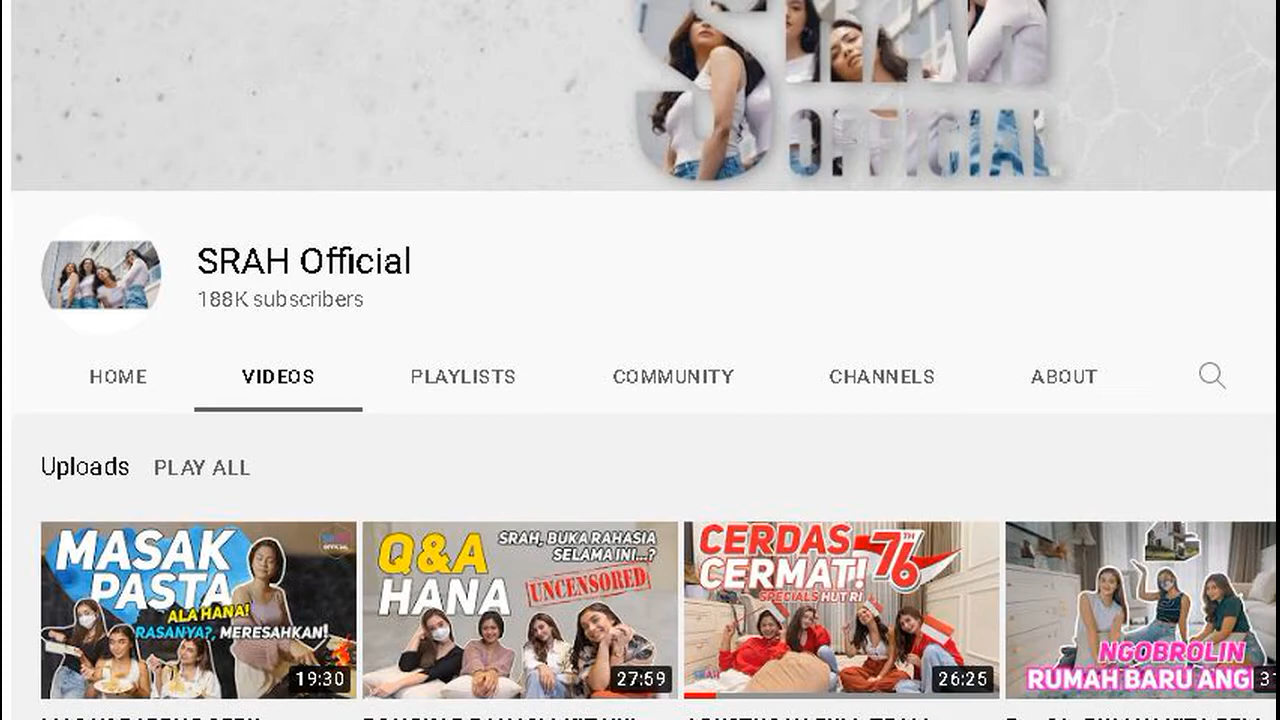 SRAH
OFFICIAL
SRAH Official
188K subscribers
HOME
VIDEOS
PLAYLISTS
COMMUNITY
CHANNELS
ABOUT
Uploads PLAY ALL
MASAK
PASTA
ALA HANA!
RASANYA?, MERESAHKAN!
19:30
Q&A
HANA
SRAH, BUKA RAHASIA
SELAMA INI...?
UNCENSORED
27:59
CERDAS
CERMAT!
76TH
SPECIALS HUT RI
26:25
NGOBROLIN
RUMAH BARU ANG